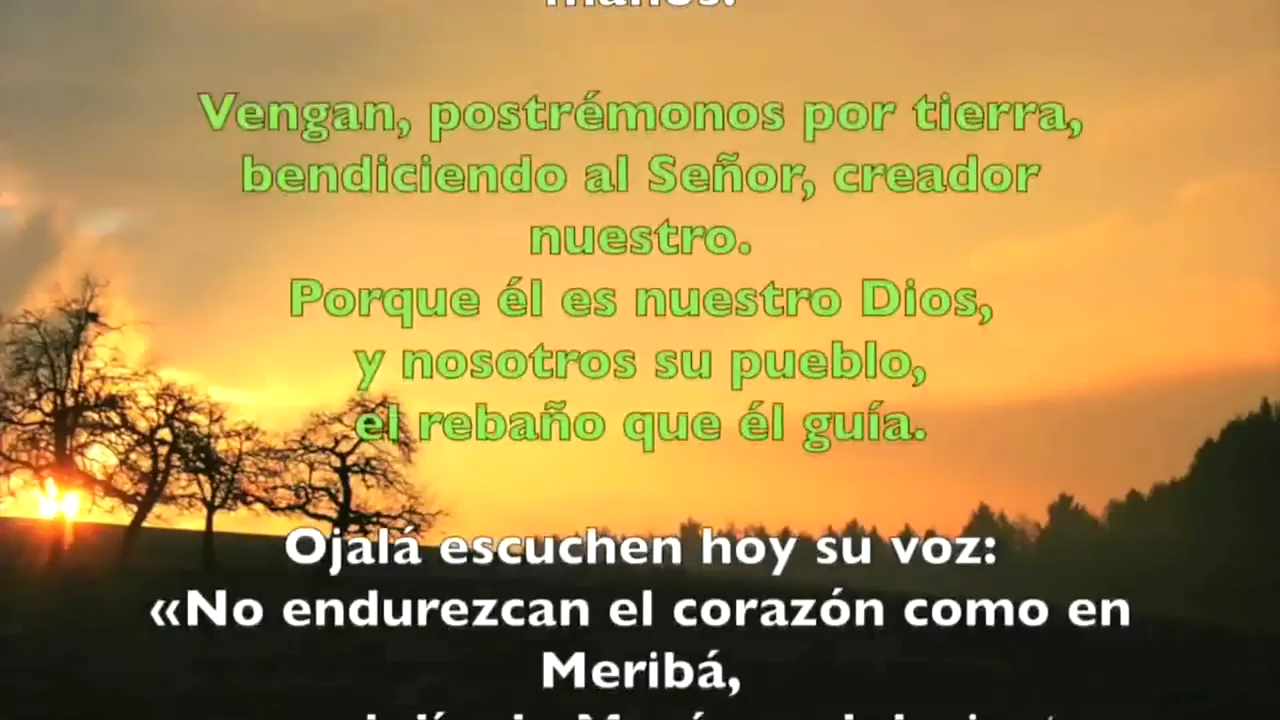 manos.
Vengan, postrémonos por tierra,
bendiciendo al Señor, creador
nuestro.
Porque él es nuestro Dios,
y nosotros su pueblo,
el rebaño que él guía.
Ojalá escuchen hoy su voz:
«No endurezcan el corazón como en
Meribá,